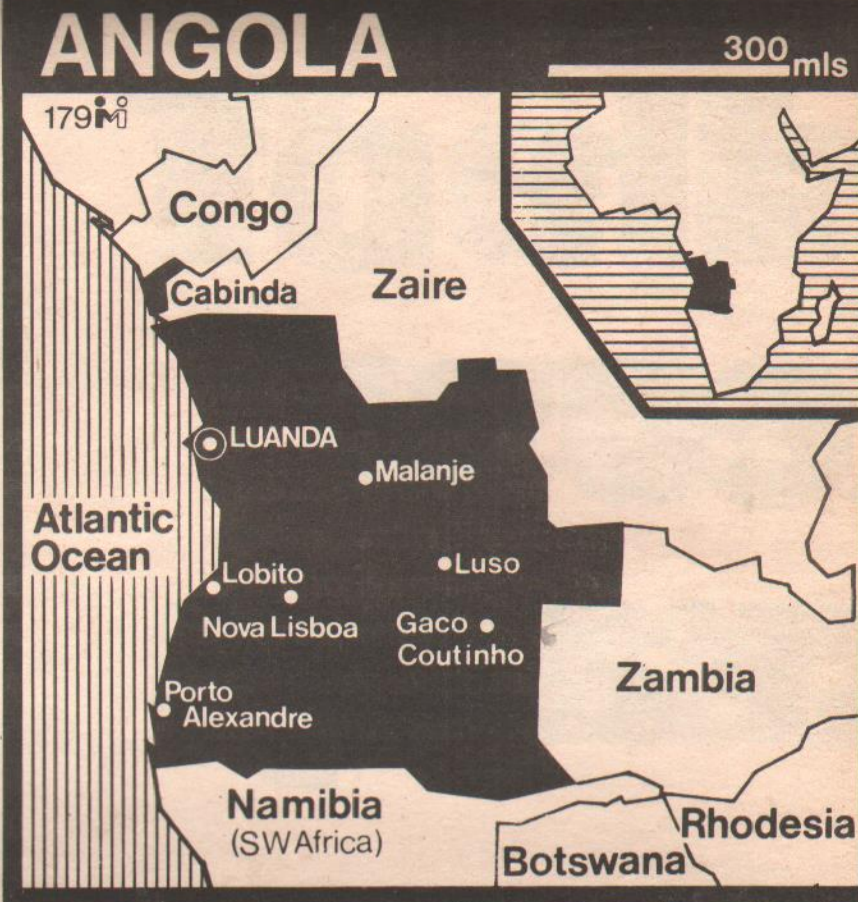 ANGOLA
300 mls
179
Congo
Cabinda
Zaire
LUANDA
Malanje
Atlantic
Ocean
Lobito
Luso
Nova Lisboa
Gaco
Coutinho
Zambia
Porto
Alexandre
Namibia
(SW Africa)
Rhodesia
Botswana